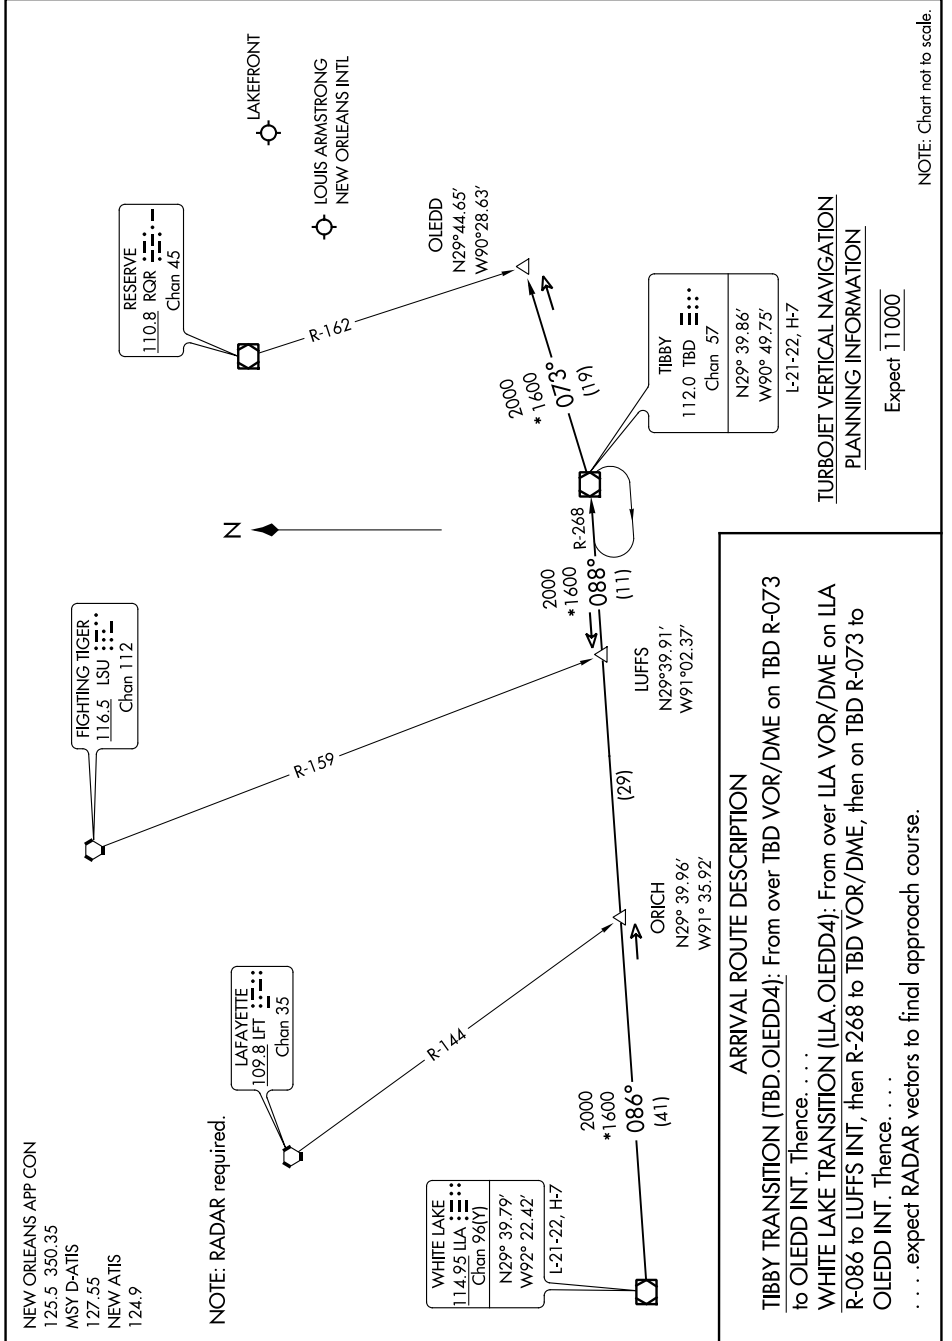 NEW ORLEANS APP CON
125.5 350.35
MSY D-ATIS
127.55
NEW ATIS
124.9
NOTE: RADAR required.
LAKEFRONT
LOUIS ARMSTRONG
NEW ORLEANS INTL
RESERVE
110.8 RQR
Chan 45
R-162
OLEDD
N29°44.65’
W90°28.63’
FIGHTING TIGER
116.5 LSU
Chan 112
R-159
N
LAFAYETTE
109.8 LFT
Chan 35
R-144
WHITE LAKE
114.95 LLA
Chan 96(Y)
N29° 39.79’
W92° 22.42’
L-21-22, H-7
2000
*1600
086°
(41)
ORICH
N29° 39.96’
W91° 35.92’
(29)
LUFFS
N29°39.91’
W91°02.37’
2000
*1600
088°
(11)
R-268
2000
*1600
073°
(19)
TIBBY
112.0 TBD
Chan 57
N29° 39.86’
W90° 49.75’
L-21-22, H-7
TURBOJET VERTICAL NAVIGATION
PLANNING INFORMATION
Expect 11000
NOTE: Chart not to scale.
ARRIVAL ROUTE DESCRIPTION
TIBBY TRANSITION (TBD.OLEDD4): From over TBD VOR/DME on TBD R-073
to OLEDD INT. Thence. . . .
WHITE LAKE TRANSITION (LLA.OLEDD4): From over LLA VOR/DME on LLA
R-086 to LUFFS INT, then R-268 to TBD VOR/DME, then on TBD R-073 to
OLEDD INT. Thence. . . .
. . . .expect RADAR vectors to final approach course.